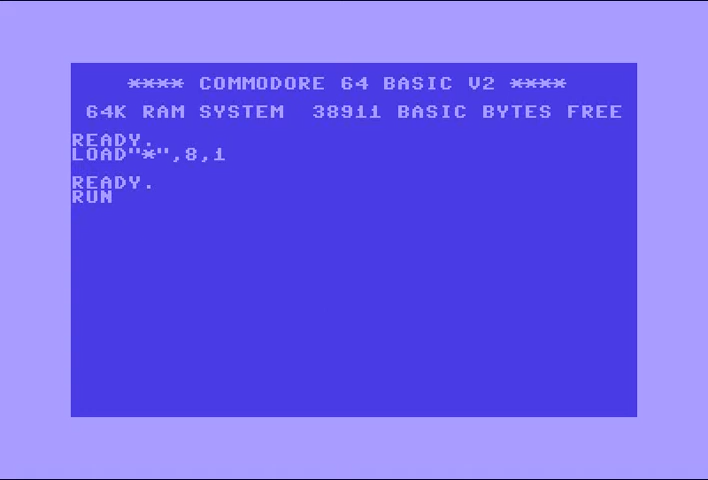 **** COMMODORE 64 BASIC V2 ****
64K RAM SYSTEM  38911 BASIC BYTES FREE
READY.
LOAD"*",8,1
READY.
RUN